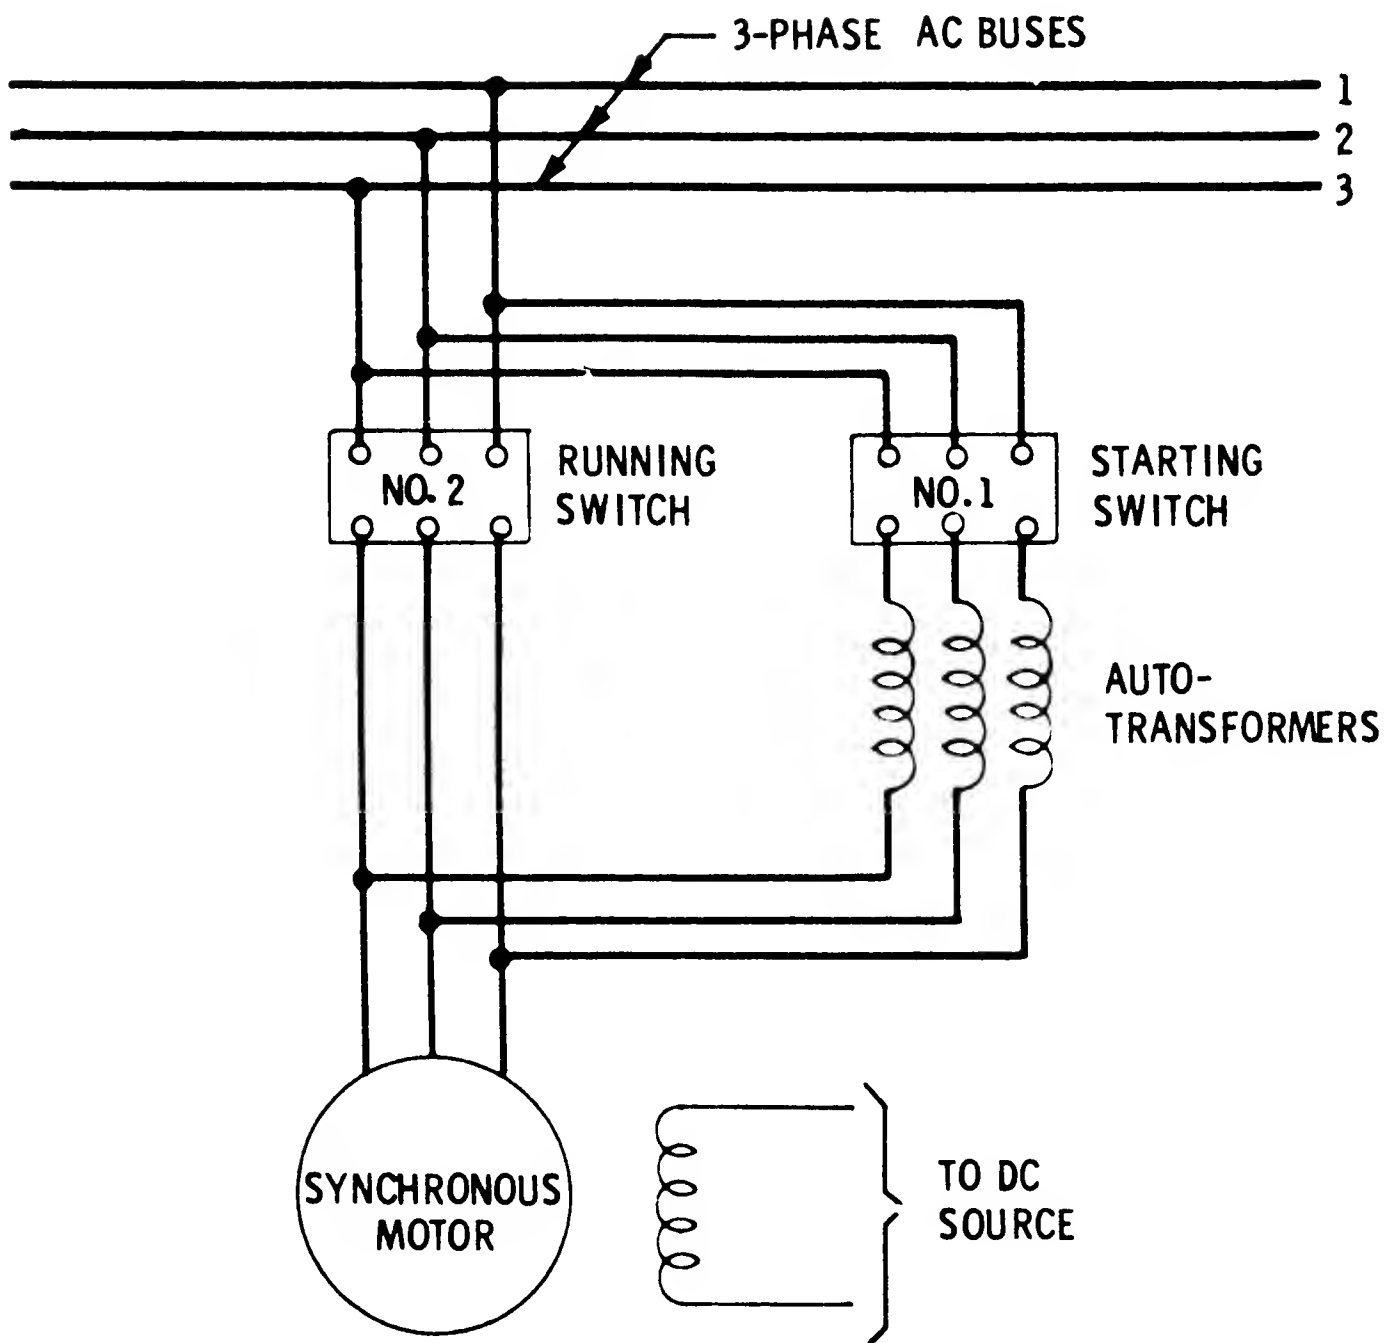 3-PHASE AC BUSES
1
2
3
RUNNING
SWITCH
NO. 2
STARTING
SWITCH
NO. 1
AUTO-
TRANSFORMERS
SYNCHRONOUS
MOTOR
TO DC
SOURCE